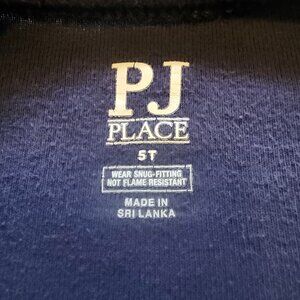 PJ
PLACE
5T
WEAR SNUG-FITTING
NOT FLAME RESISTANT
MADE IN
SRI LANKA